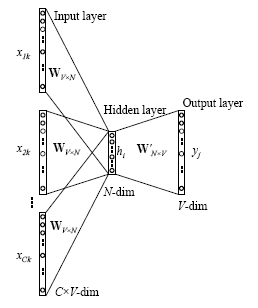 Input layer
x1k
WV×N
Hidden layer
Output layer
x2k
WV×N
hi
W'N×V
yj
N-dim
V-dim
WV×N
xCk
C×V-dim